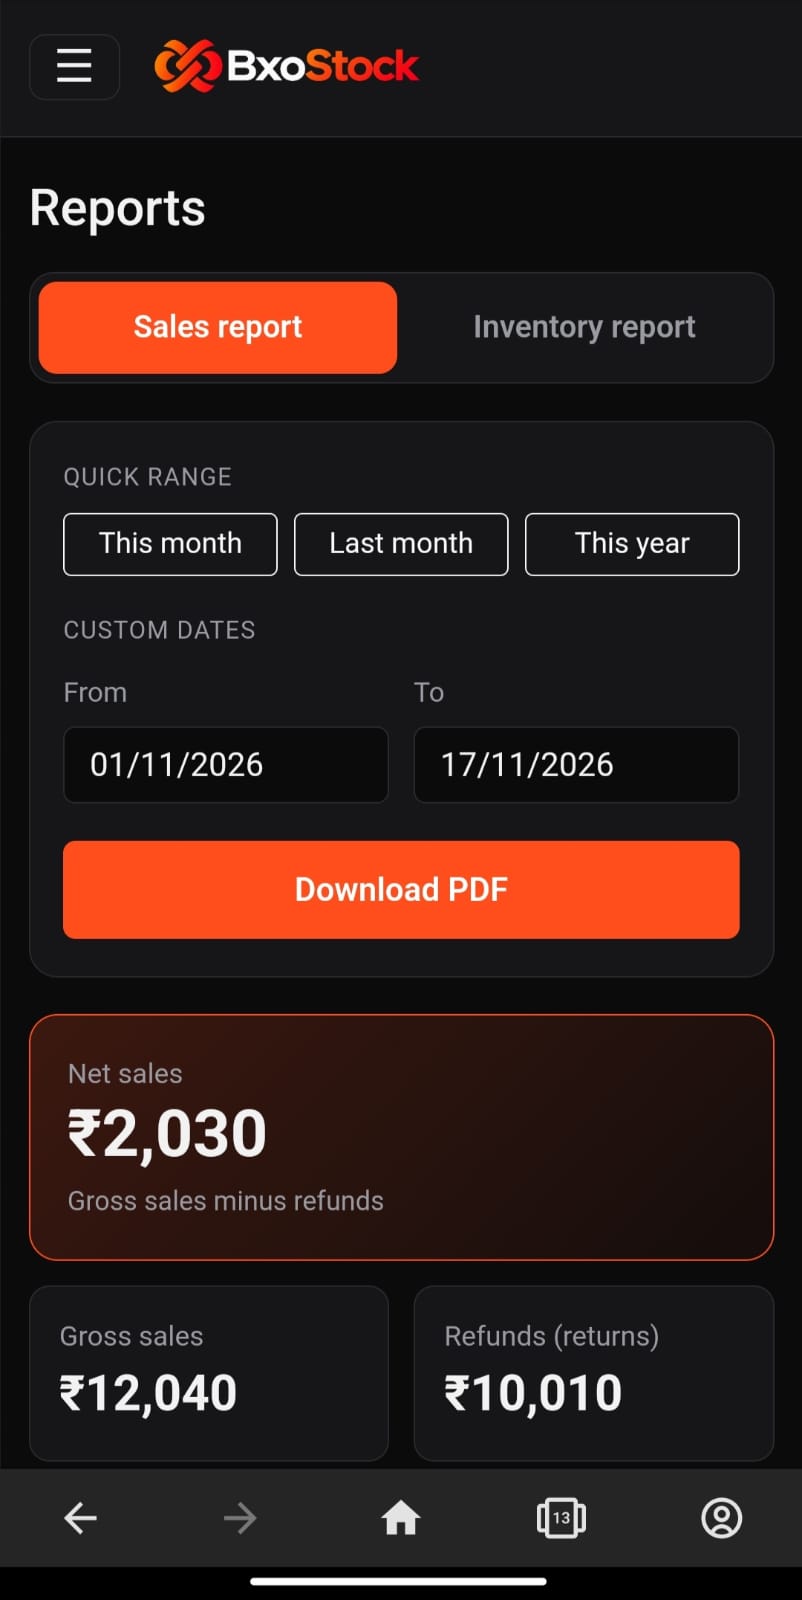 BxoStock
Reports
Sales report
Inventory report
QUICK RANGE
This month
Last month
This year
CUSTOM DATES
From
To
01/11/2026
17/11/2026
Download PDF
Net sales
₹2,030
Gross sales minus refunds
Gross sales
Refunds (returns)
₹12,040
₹10,010
13